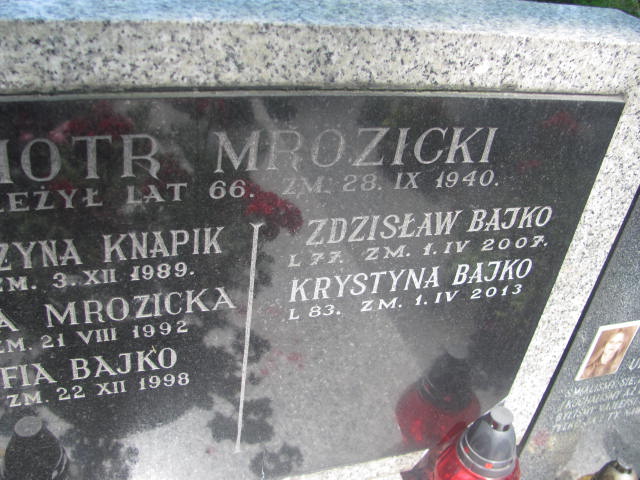 IOTR MROZICKI
EŻYŁ LAT 66. ZM. 28. IX 1940.
ZYNA KNAPIK
ZM. 3. XII 1989.
A MROZICKA
ZM. 21 VIII 1992
FIA BAJKO
ZM. 22 XII 1998
ZDZISŁAW BAJKO
L 77. ZM. 1. IV 2007.
KRYSTYNA BAJKO
L 83. ZM. 1. IV 2013